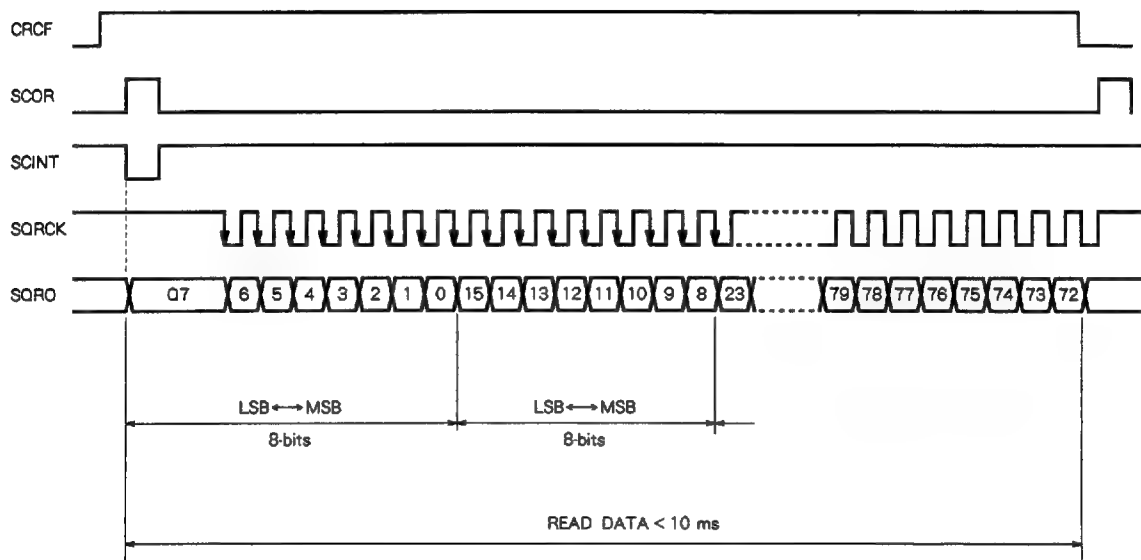 CRCF
SCOR
SCINT
SQRCK
SQRO Q7 6 5 4 3 2 1 0 15 14 13 12 11 10 9 8 23 79 78 77 76 75 74 73 72
LSB ←→ MSB LSB ←→ MSB
8-bits 8-bits
READ DATA < 10 ms